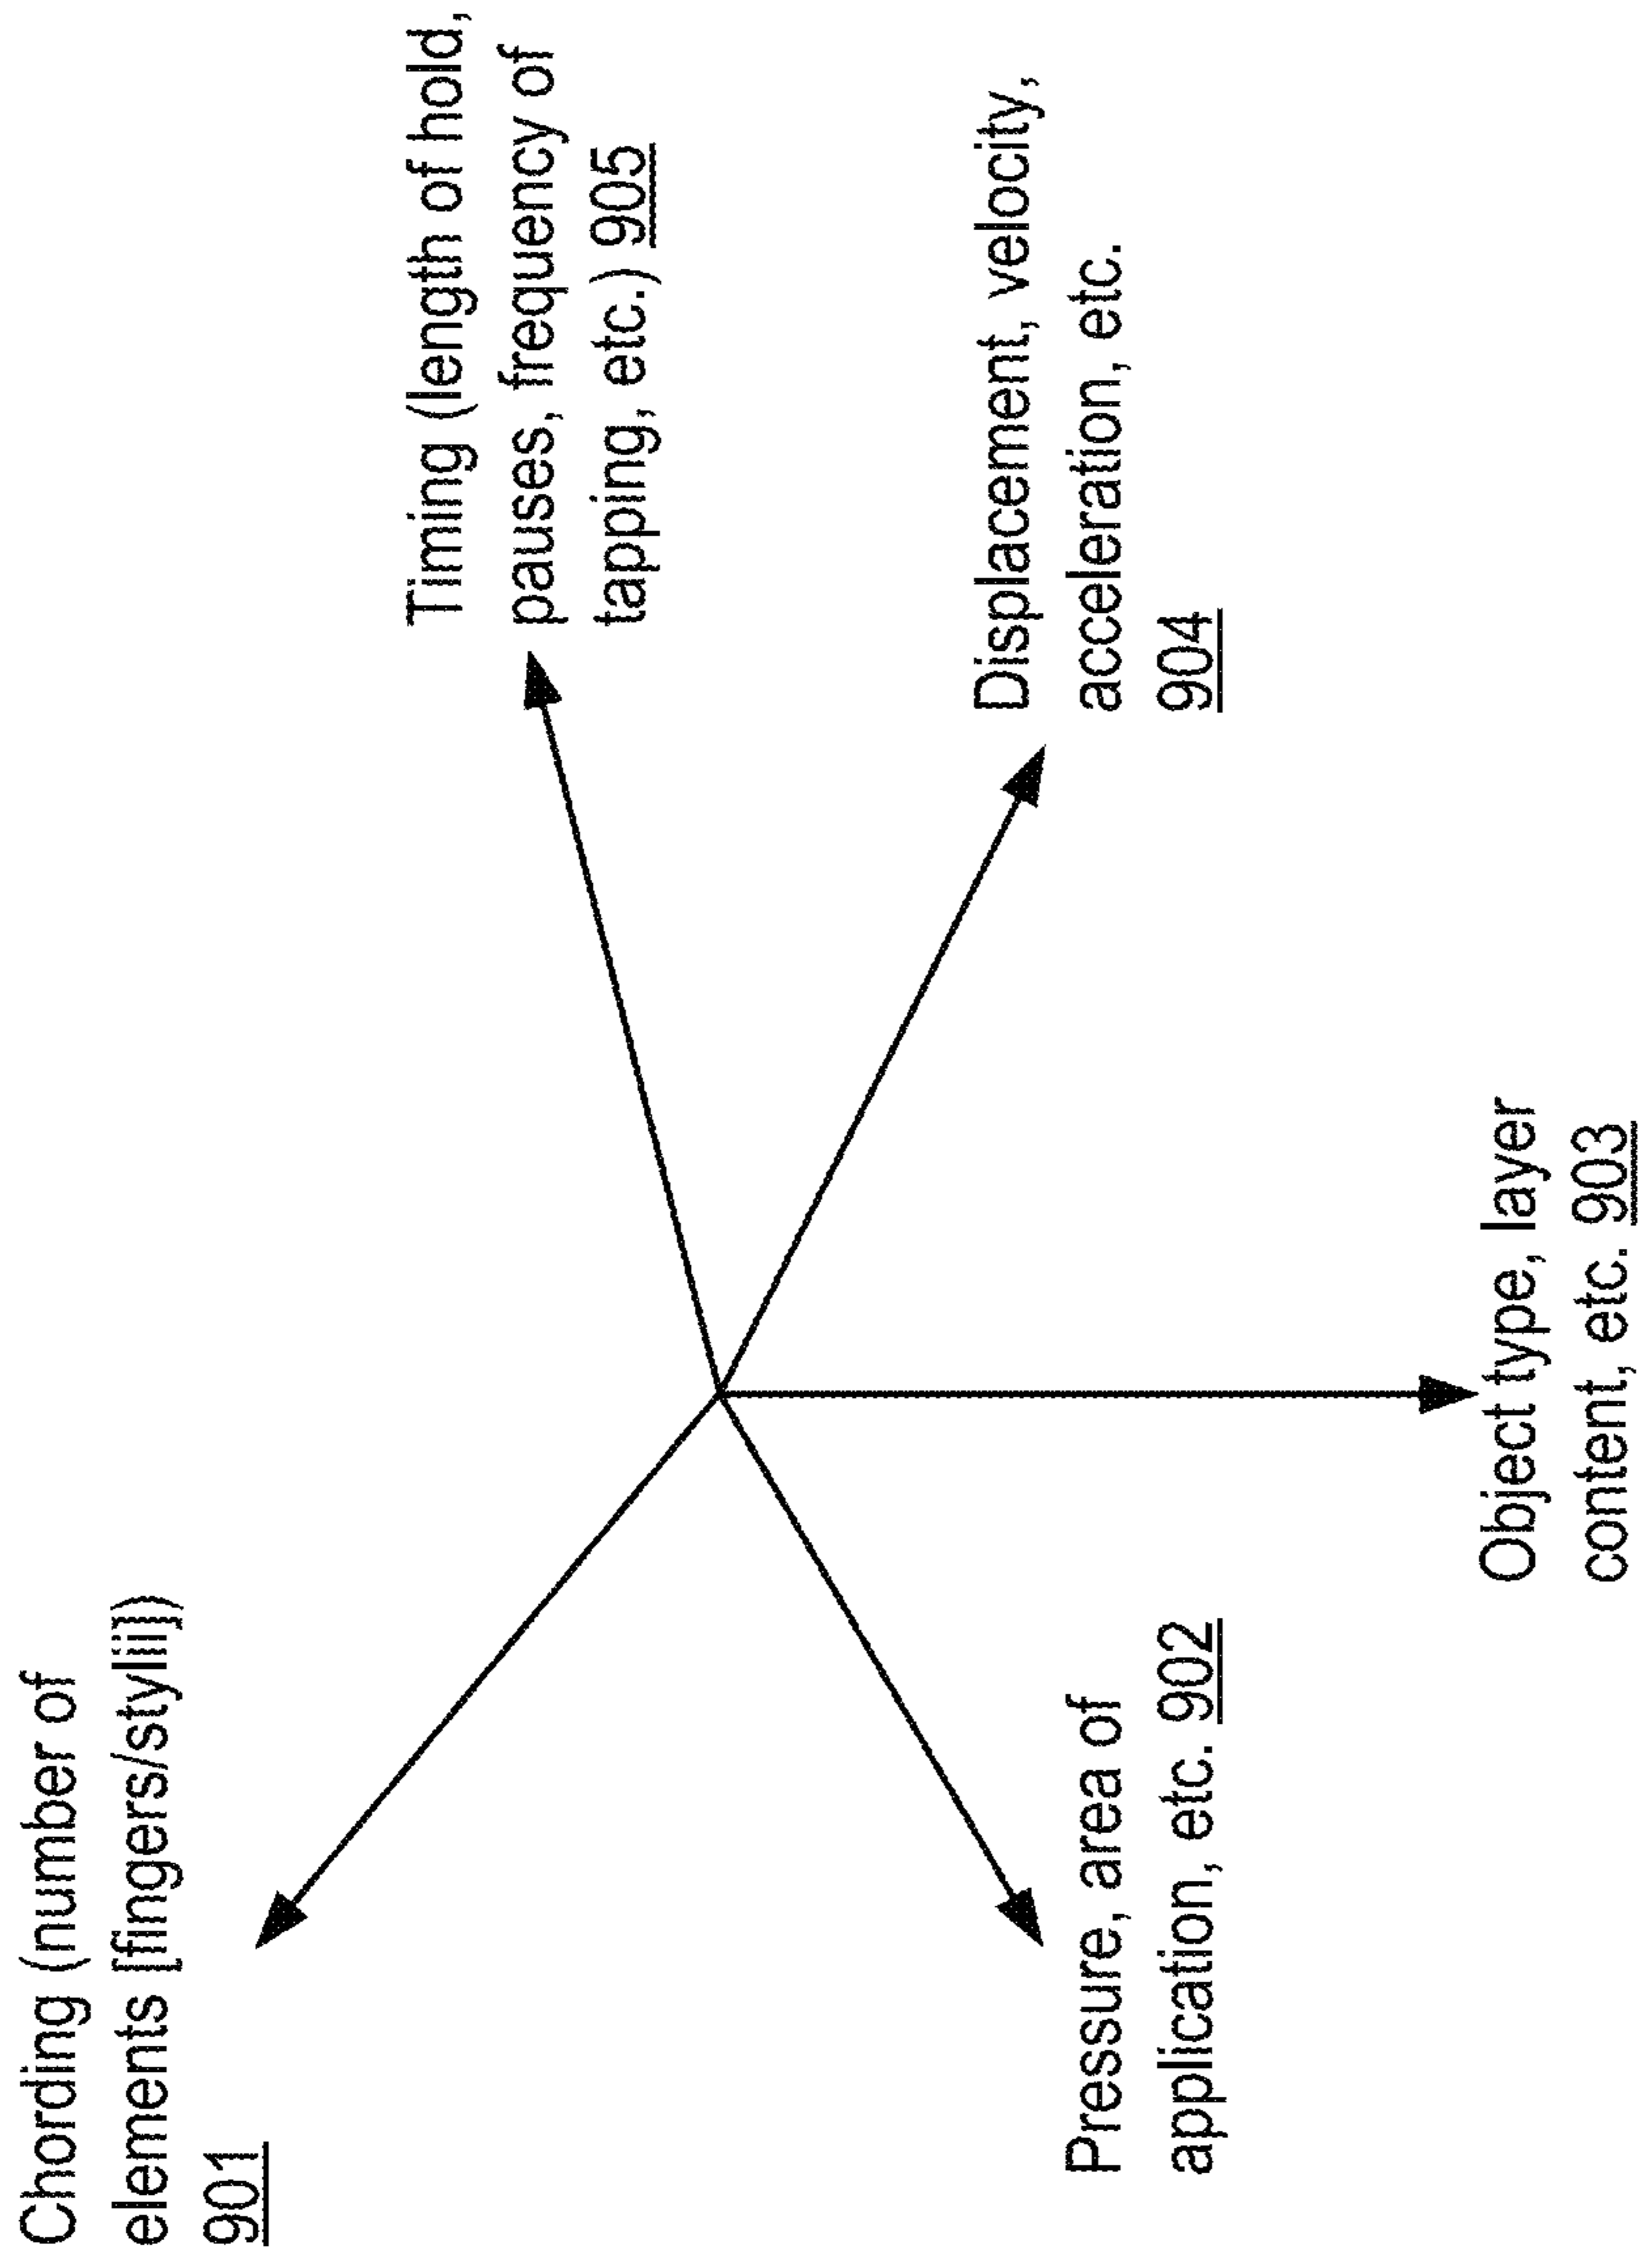 Chording (number of
elements [fingers/stylii])
901
Timing (length of hold,
pauses, frequency of
tapping, etc.) 905
Pressure, area of
application, etc. 902
Displacement, velocity,
acceleration, etc.
904
Object type, layer
content, etc. 903